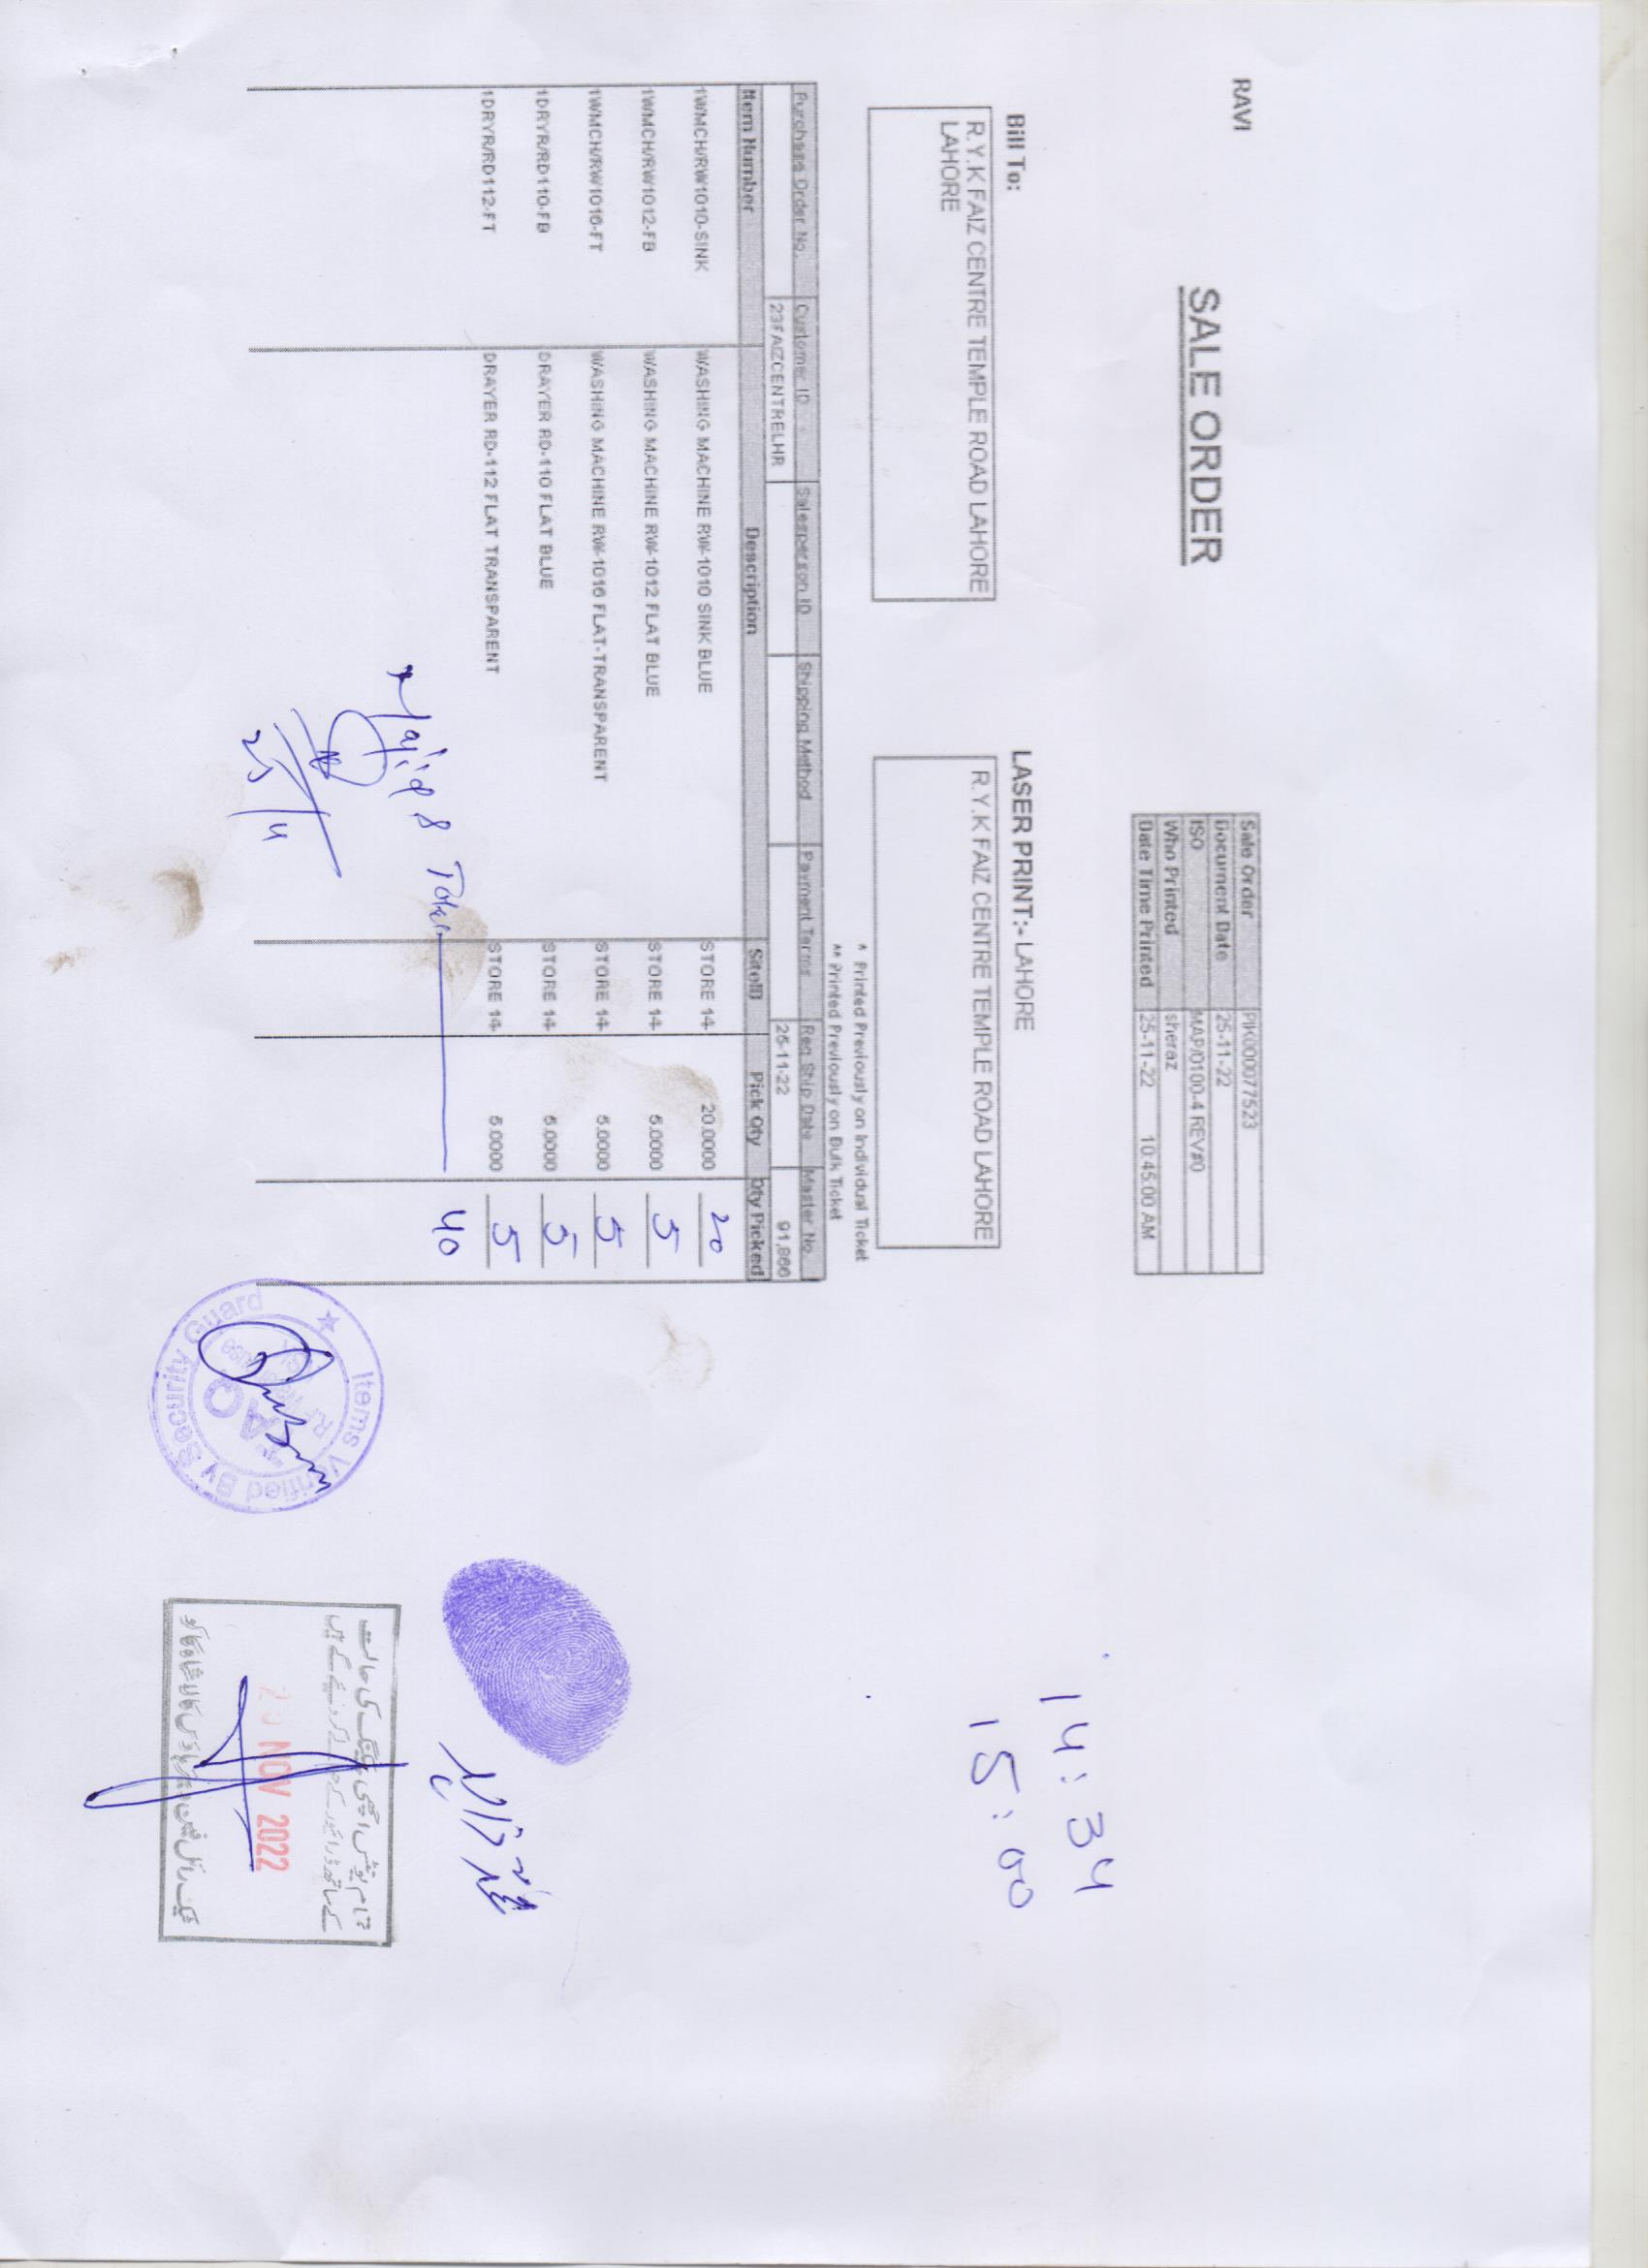 RAVI
SALE ORDER
Sale Order PIK000077523
Document Date 25-11-22
ISO MAP/0100-4 REV#0
Who Printed sheraz
Date Time Printed 25-11-22 10:45:00 AM
14:34
15:00
Bill To:
R.Y.K FAIZ CENTRE TEMPLE ROAD LAHORE
LAHORE
LASER PRINT:- LAHORE
R.Y.K FAIZ CENTRE TEMPLE ROAD LAHORE
* Printed Previously on Individual Ticket
** Printed Previously on Bulk Ticket
Purchase Order No. Customer ID Salesperson ID Shipping Method Payment Terms Req Ship Date Master No.
23FAIZCENTRELHR 25-11-22 91,866
Item Number Description SiteID Pick Qty Qty Picked
1WMCH/RW1010-SINK WASHING MACHINE RW-1010 SINK BLUE STORE 14 20.0000 20
1WMCH/RW1012-FB WASHING MACHINE RW-1012 FLAT BLUE STORE 14 5.0000 5
1WMCH/RW1016-FT WASHING MACHINE RW-1016 FLAT-TRANSPARENT STORE 14 5.0000 5
1DRYR/RD110-FB DRAYER RD-110 FLAT BLUE STORE 14 5.0000 5
1DRYR/RD112-FT DRAYER RD-112 FLAT TRANSPARENT STORE 14 5.0000 5
Total 40
Majid
25/11
Items Verified By Security Guard
محمد زاہد
تمام یونٹس اچھی پیکنگ کی حالت
کے ساتھ ڈرائیور کے حوالے کر دئیے گئے ہیں
NOV 2022
ٹیک رائل فین ویئر ہاؤس کالا شاہ کاکو